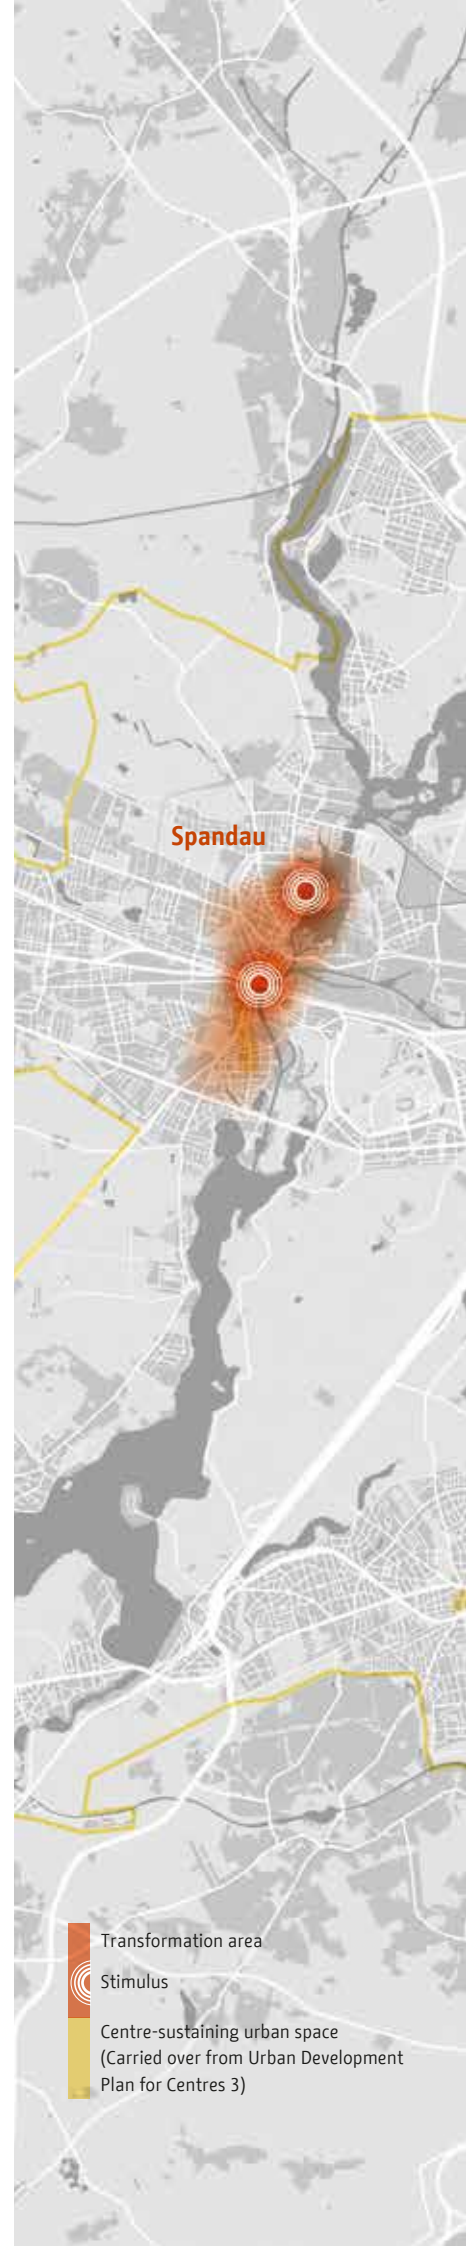 Spandau
Transformation area
Stimulus
Centre-sustaining urban space
(Carried over from Urban Development
Plan for Centres 3)